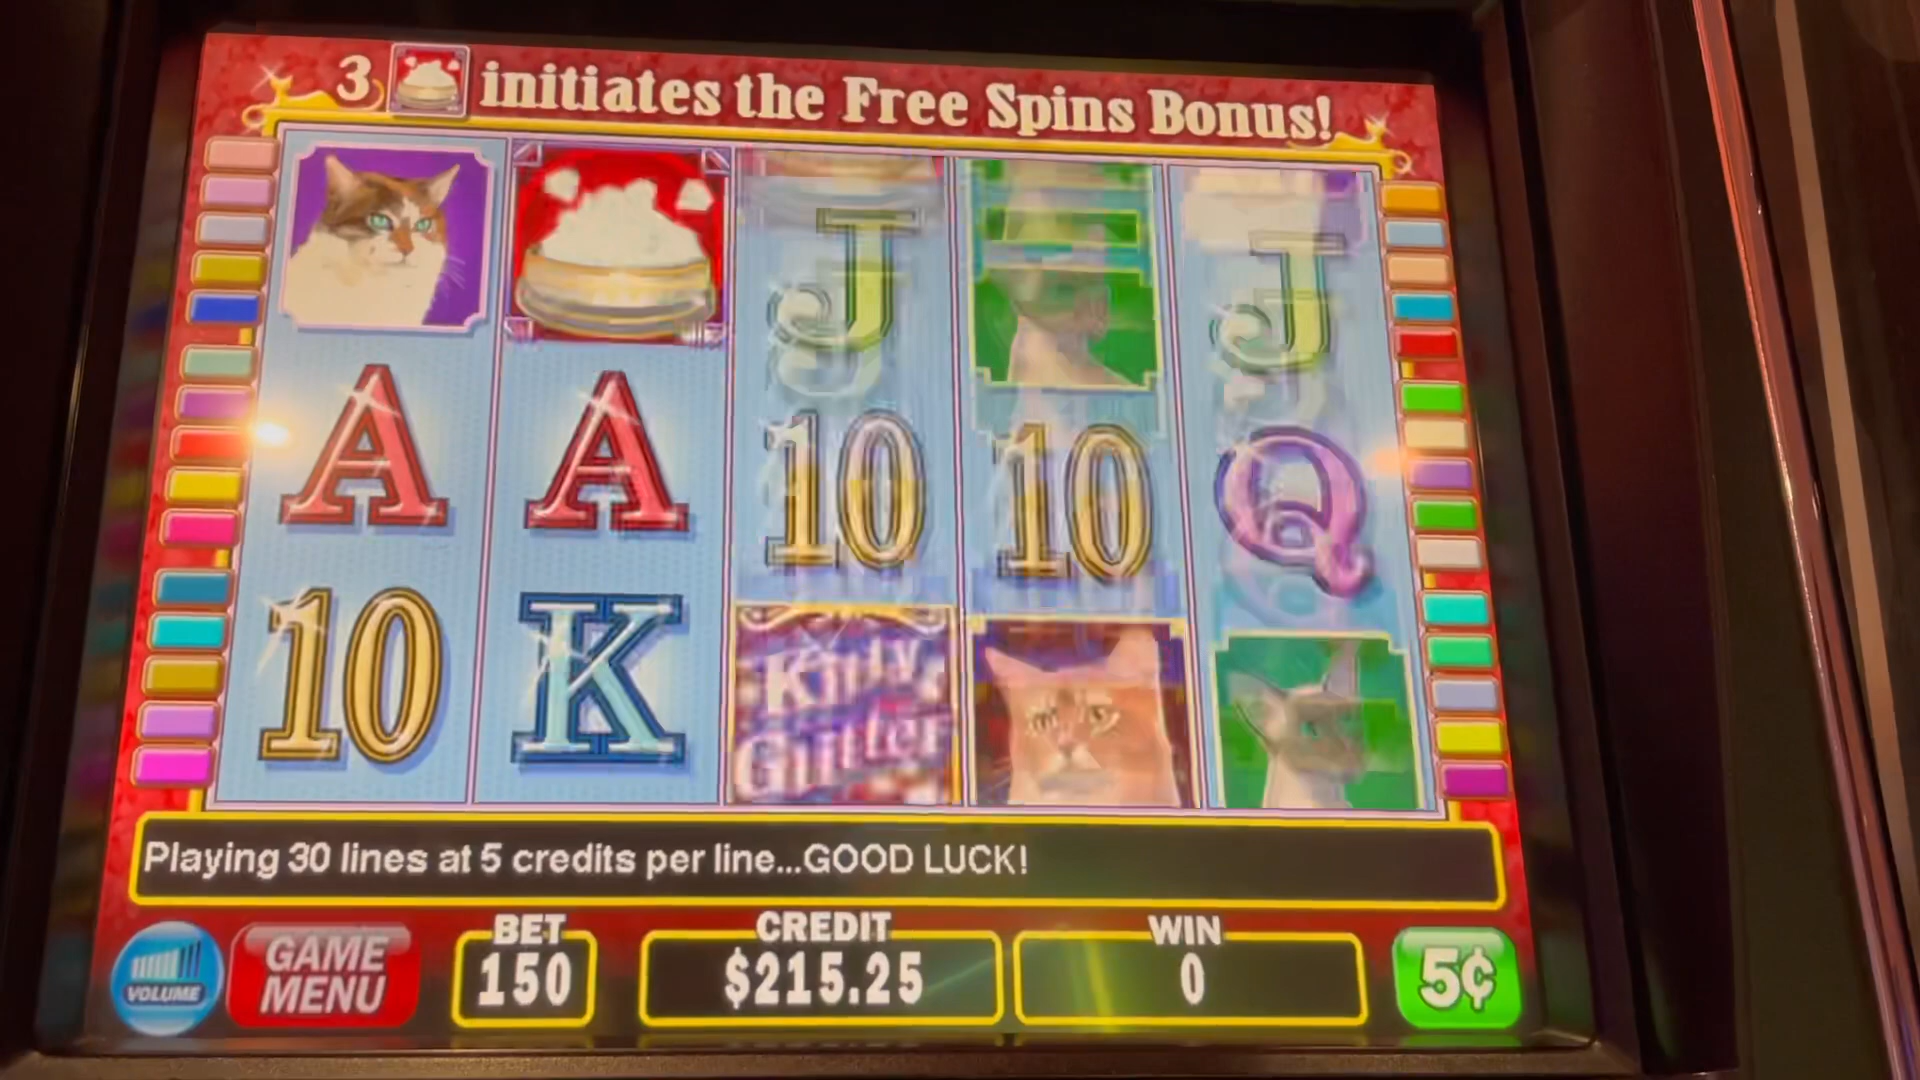 3 initiates the Free Spins Bonus!
J J
A A 10 10 Q
10 K Kitty Glitter
Playing 30 lines at 5 credits per line...GOOD LUCK!
VOLUME
GAME MENU
BET
150
CREDIT
$215.25
WIN
0
5¢